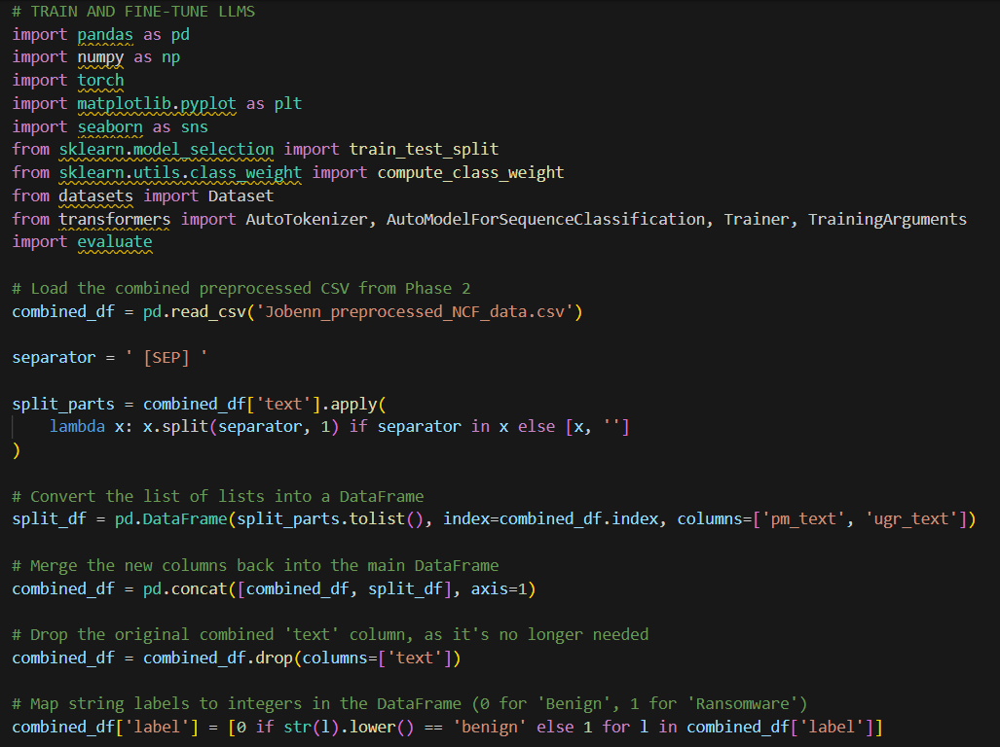 # TRAIN AND FINE-TUNE LLMS
import pandas as pd
import numpy as np
import torch
import matplotlib.pyplot as plt
import seaborn as sns
from sklearn.model_selection import train_test_split
from sklearn.utils.class_weight import compute_class_weight
from datasets import Dataset
from transformers import AutoTokenizer, AutoModelForSequenceClassification, Trainer, TrainingArguments
import evaluate

# Load the combined preprocessed CSV from Phase 2
combined_df = pd.read_csv('Jobenn_preprocessed_NCF_data.csv')

separator = ' [SEP] '

split_parts = combined_df['text'].apply(
    lambda x: x.split(separator, 1) if separator in x else [x, '']
)

# Convert the list of lists into a DataFrame
split_df = pd.DataFrame(split_parts.tolist(), index=combined_df.index, columns=['pm_text', 'ugr_text'])

# Merge the new columns back into the main DataFrame
combined_df = pd.concat([combined_df, split_df], axis=1)

# Drop the original combined 'text' column, as it's no longer needed
combined_df = combined_df.drop(columns=['text'])

# Map string labels to integers in the DataFrame (0 for 'Benign', 1 for 'Ransomware')
combined_df['label'] = [0 if str(l).lower() == 'benign' else 1 for l in combined_df['label']]